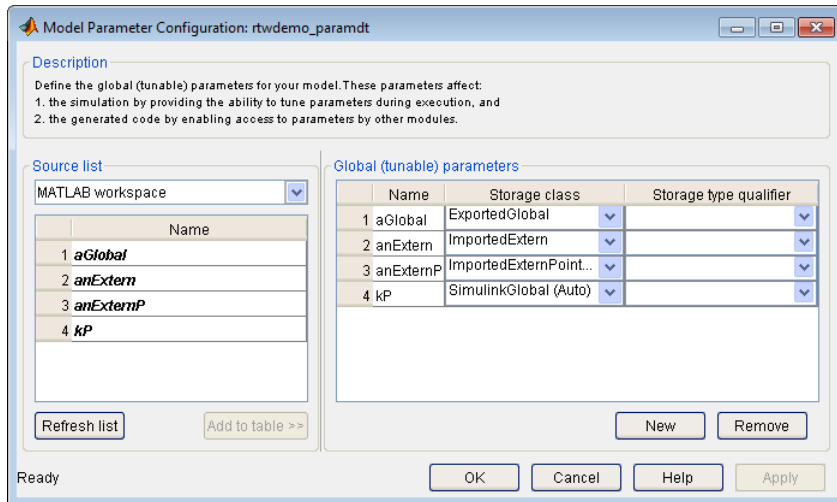 Model Parameter Configuration: rtwdemo_paramdt
Description
Define the global (tunable) parameters for your model.These parameters affect:
1. the simulation by providing the ability to tune parameters during execution, and
2. the generated code by enabling access to parameters by other modules.
Source list
MATLAB workspace
Name
1 aGlobal
2 anExtern
3 anExternP
4 kP
Refresh list
Add to table >>
Global (tunable) parameters
Name Storage class Storage type qualifier
1 aGlobal ExportedGlobal
2 anExtern ImportedExtern
3 anExternP ImportedExternPoint...
4 kP SimulinkGlobal (Auto)
New
Remove
Ready
OK
Cancel
Help
Apply